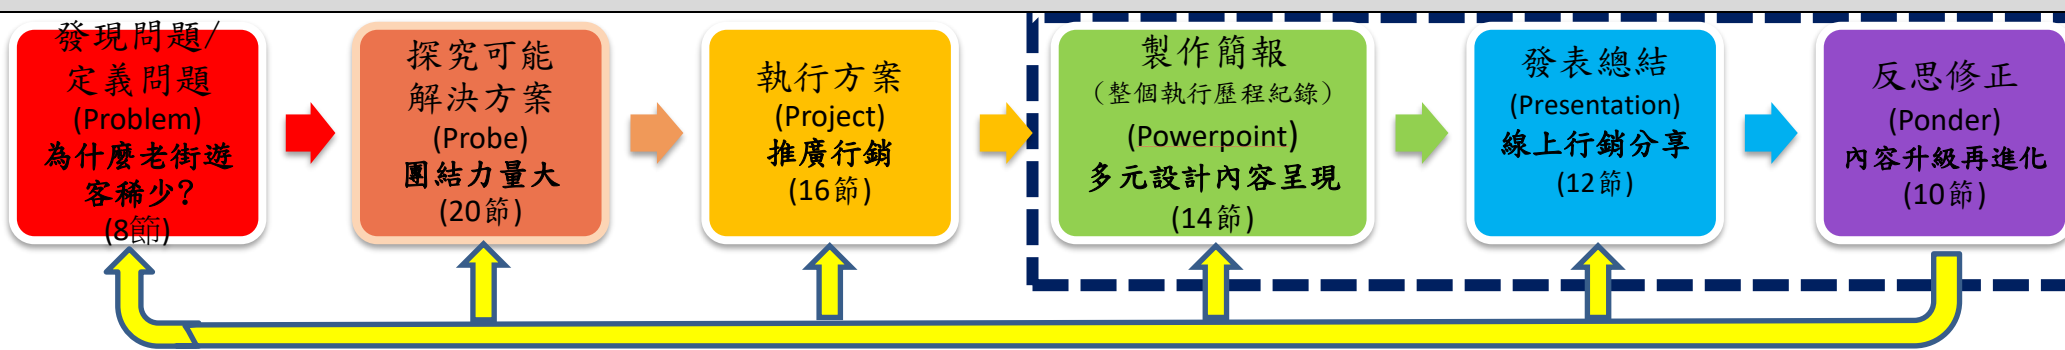 發現問題/
定義問題
(Problem)
為什麼老街遊
客稀少?
(8節)
探究可能
解決方案
(Probe)
團結力量大
(20節)
執行方案
(Project)
推廣行銷
(16節)
製作簡報
(整個執行歷程紀錄)
(Powerpoint)
多元設計內容呈現
(14節)
發表總結
(Presentation)
線上行銷分享
(12節)
反思修正
(Ponder)
內容升級再進化
(10節)